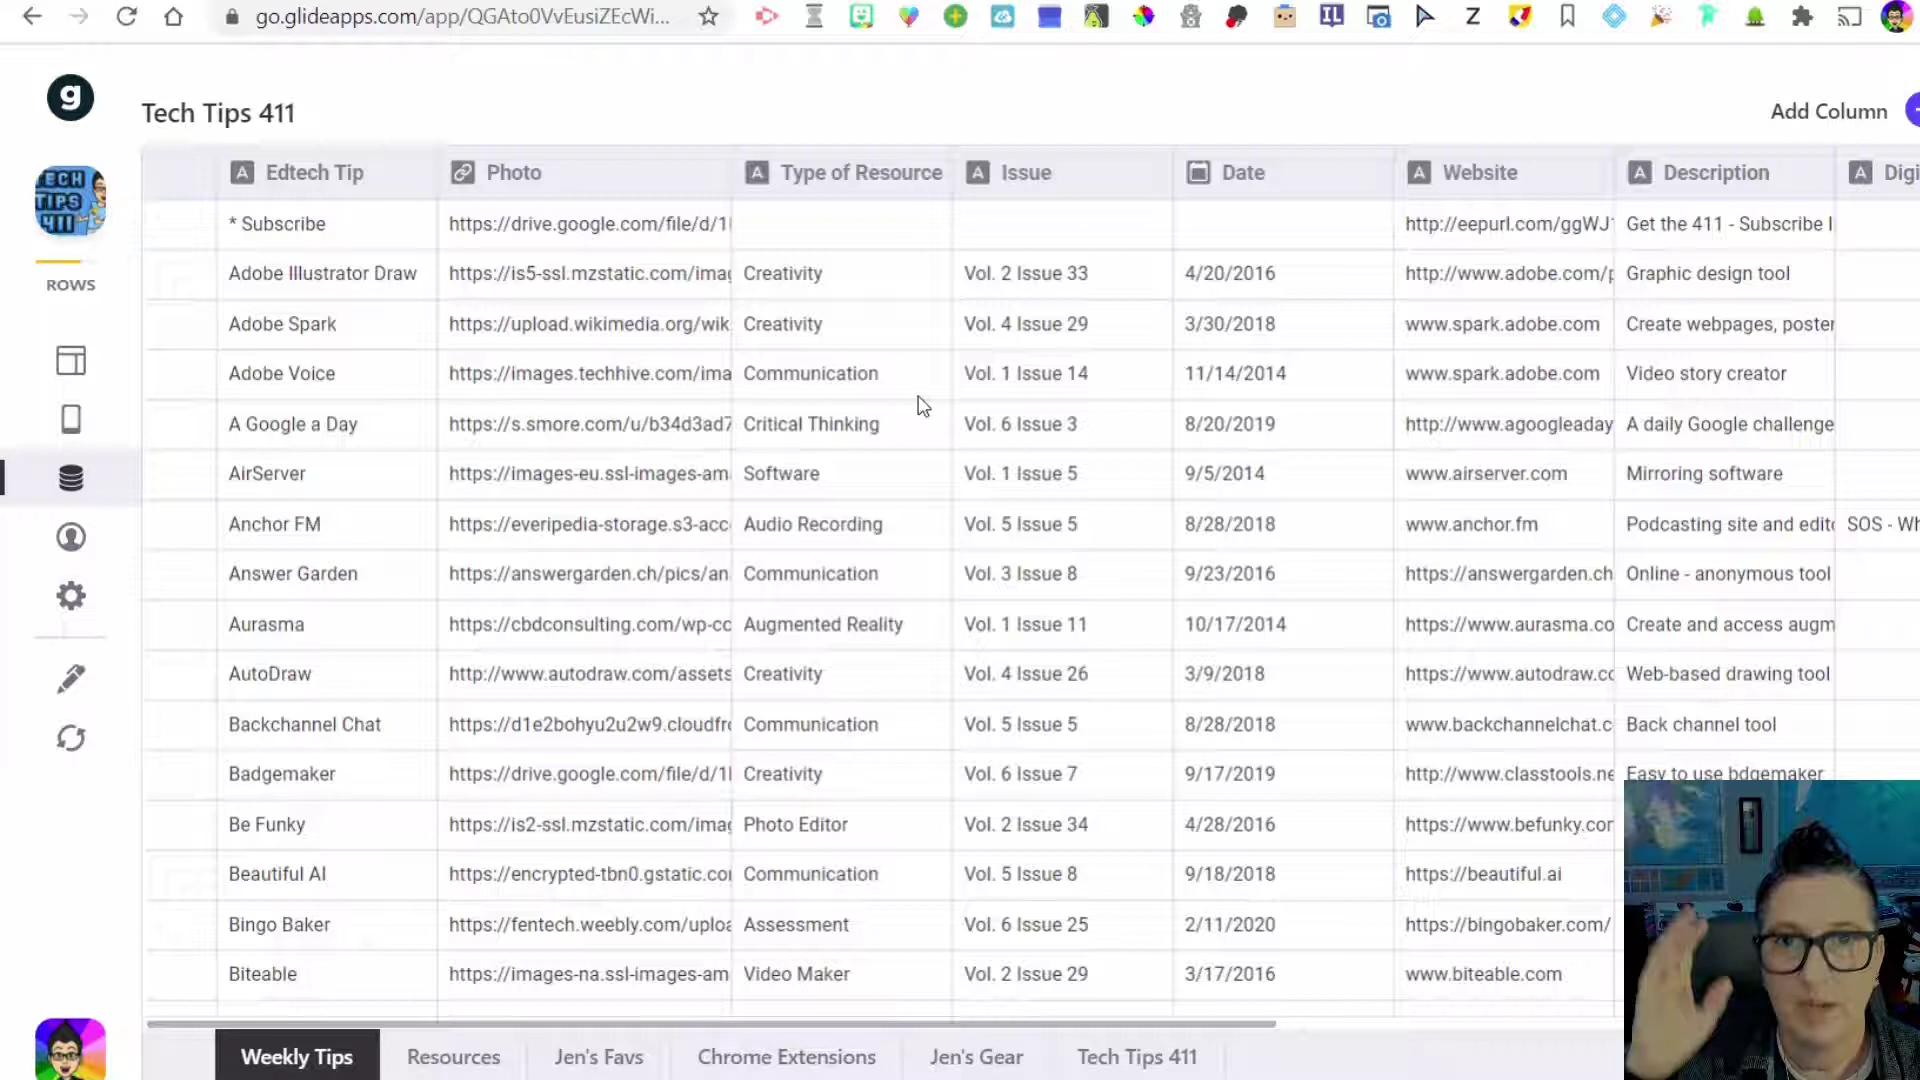 go.glideapps.com/app/QGAto0VvEusiZEcWi...
IL
Z
g
Tech Tips 411
Add Column
TECH
TIPS
411
ROWS
Edtech Tip Photo Type of Resource Issue Date Website Description Digi
* Subscribe https://drive.google.com/file/d/1 http://eepurl.com/ggWJ Get the 411 - Subscribe
Adobe Illustrator Draw https://is5-ssl.mzstatic.com/imag Creativity Vol. 2 Issue 33 4/20/2016 http://www.adobe.com/p Graphic design tool
Adobe Spark https://upload.wikimedia.org/wik Creativity Vol. 4 Issue 29 3/30/2018 www.spark.adobe.com Create webpages, poster
Adobe Voice https://images.techhive.com/ima Communication Vol. 1 Issue 14 11/14/2014 www.spark.adobe.com Video story creator
A Google a Day https://s.smore.com/u/b34d3ad7 Critical Thinking Vol. 6 Issue 3 8/20/2019 http://www.agoogleaday A daily Google challenge
AirServer https://images-eu.ssl-images-am Software Vol. 1 Issue 5 9/5/2014 www.airserver.com Mirroring software
Anchor FM https://everipedia-storage.s3-acc Audio Recording Vol. 5 Issue 5 8/28/2018 www.anchor.fm Podcasting site and edit SOS - Wh
Answer Garden https://answergarden.ch/pics/an Communication Vol. 3 Issue 8 9/23/2016 https://answergarden.ch Online - anonymous tool
Aurasma https://cbdconsulting.com/wp-cc Augmented Reality Vol. 1 Issue 11 10/17/2014 https://www.aurasma.co Create and access augm
AutoDraw http://www.autodraw.com/assets Creativity Vol. 4 Issue 26 3/9/2018 https://www.autodraw.cc Web-based drawing tool
Backchannel Chat https://d1e2bohyu2u2w9.cloudfr Communication Vol. 5 Issue 5 8/28/2018 www.backchannelchat.c Back channel tool
Badgemaker https://drive.google.com/file/d/1 Creativity Vol. 6 Issue 7 9/17/2019 http://www.classtools.ne Easy to use bdgemaker
Be Funky https://is2-ssl.mzstatic.com/imag Photo Editor Vol. 2 Issue 34 4/28/2016 https://www.befunky.cor
Beautiful AI https://encrypted-tbn0.gstatic.co Communication Vol. 5 Issue 8 9/18/2018 https://beautiful.ai
Bingo Baker https://fentech.weebly.com/uploa Assessment Vol. 6 Issue 25 2/11/2020 https://bingobaker.com/
Biteable https://images-na.ssl-images-am Video Maker Vol. 2 Issue 29 3/17/2016 www.biteable.com
Weekly Tips Resources Jen's Favs Chrome Extensions Jen's Gear Tech Tips 411